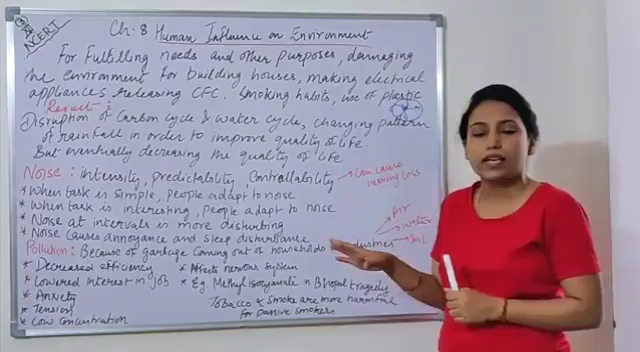 ③ XII NCERT
Ch. 8 Human Influence on Environment
For Fulfilling needs and other purposes, damaging
the environment for building houses, making electrical
appliances releasing CFC, smoking habits, use of plastic
Result:
Disruption of Carbon cycle & water cycle, changing pattern
of rainfall in order to improve quality of life
But eventually decreasing the quality of life
Noise: intensity, predictability, controllability → Can cause hearing loss
* When task is simple, people adapt to noise
* When task is interesting, people adapt to noise
* Noise at intervals is more disturbing
* Noise causes annoyance and sleep disturbance
Air
water
Soil
Pollution: Because of garbage coming out of households
* Decreased efficiency
* Lowered interest in job
* Anxiety
* Tension
* Low Concentration
* Affects nervous system
* Eg. Methyl isocyanate in Bhopal tragedy
Tobacco & smoke are more harmful
for passive smokers